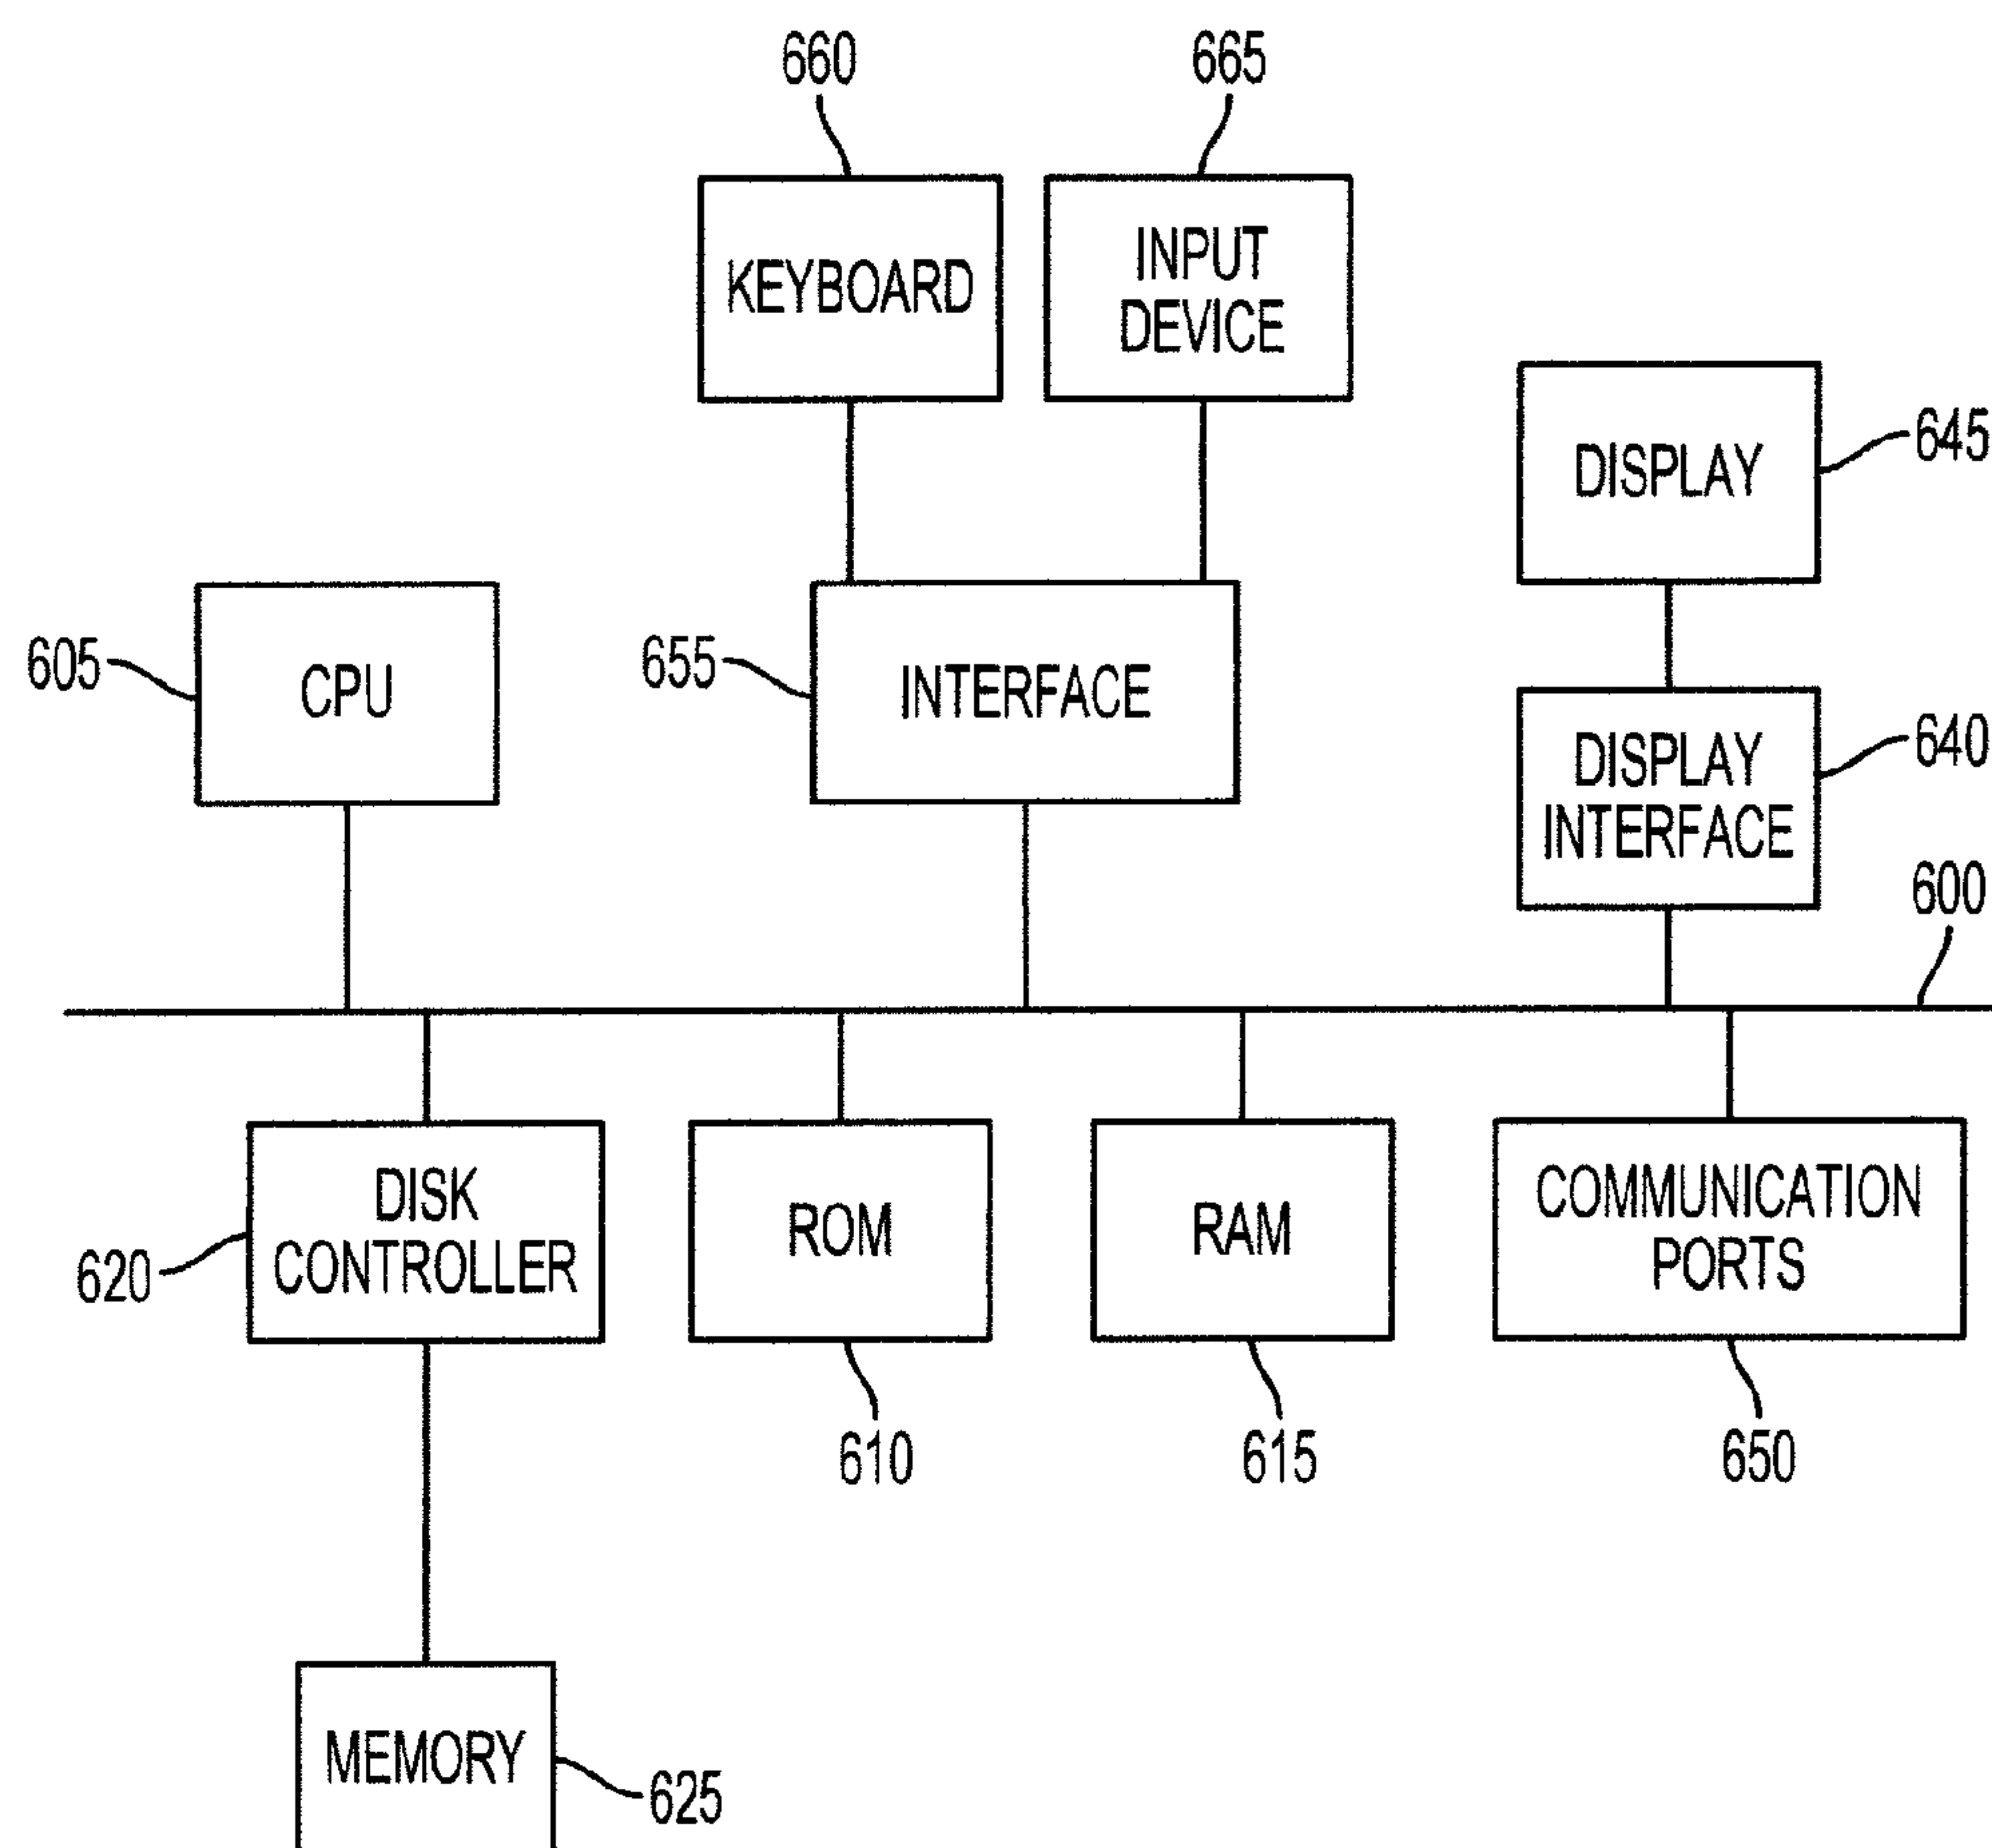 660
665
KEYBOARD
INPUT
DEVICE
DISPLAY
645
605
CPU
655
INTERFACE
DISPLAY
INTERFACE
640
600
DISK
CONTROLLER
620
ROM
RAM
COMMUNICATION
PORTS
610
615
650
MEMORY
625